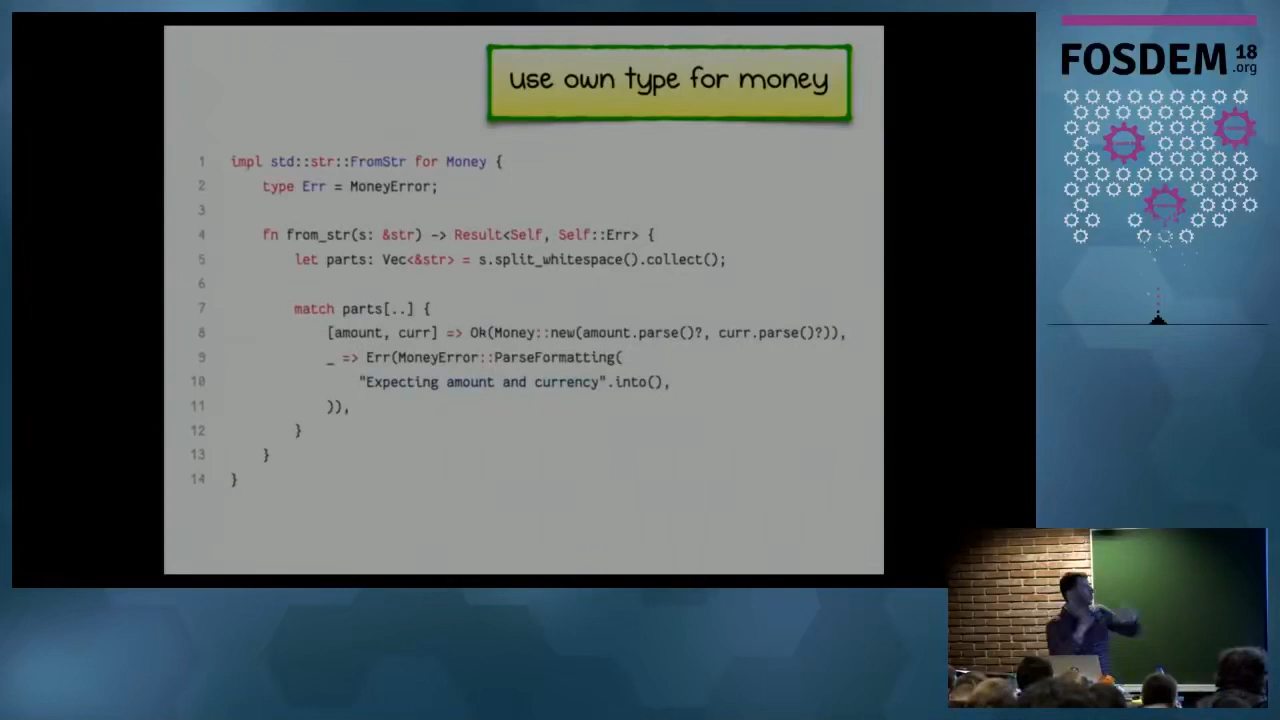 use own type for money
1 impl std::str::FromStr for Money {
2 type Err = MoneyError;
3
4 fn from_str(s: &str) -> Result<Self, Self::Err> {
5 let parts: Vec<&str> = s.split_whitespace().collect();
6
7 match parts[..] {
8 [amount, curr] => Ok(Money::new(amount.parse()?, curr.parse()?)),
9 _ => Err(MoneyError::ParseFormatting(
10 "Expecting amount and currency".into(),
11 )),
12 }
13 }
14 }
FOSDEM 18
.org